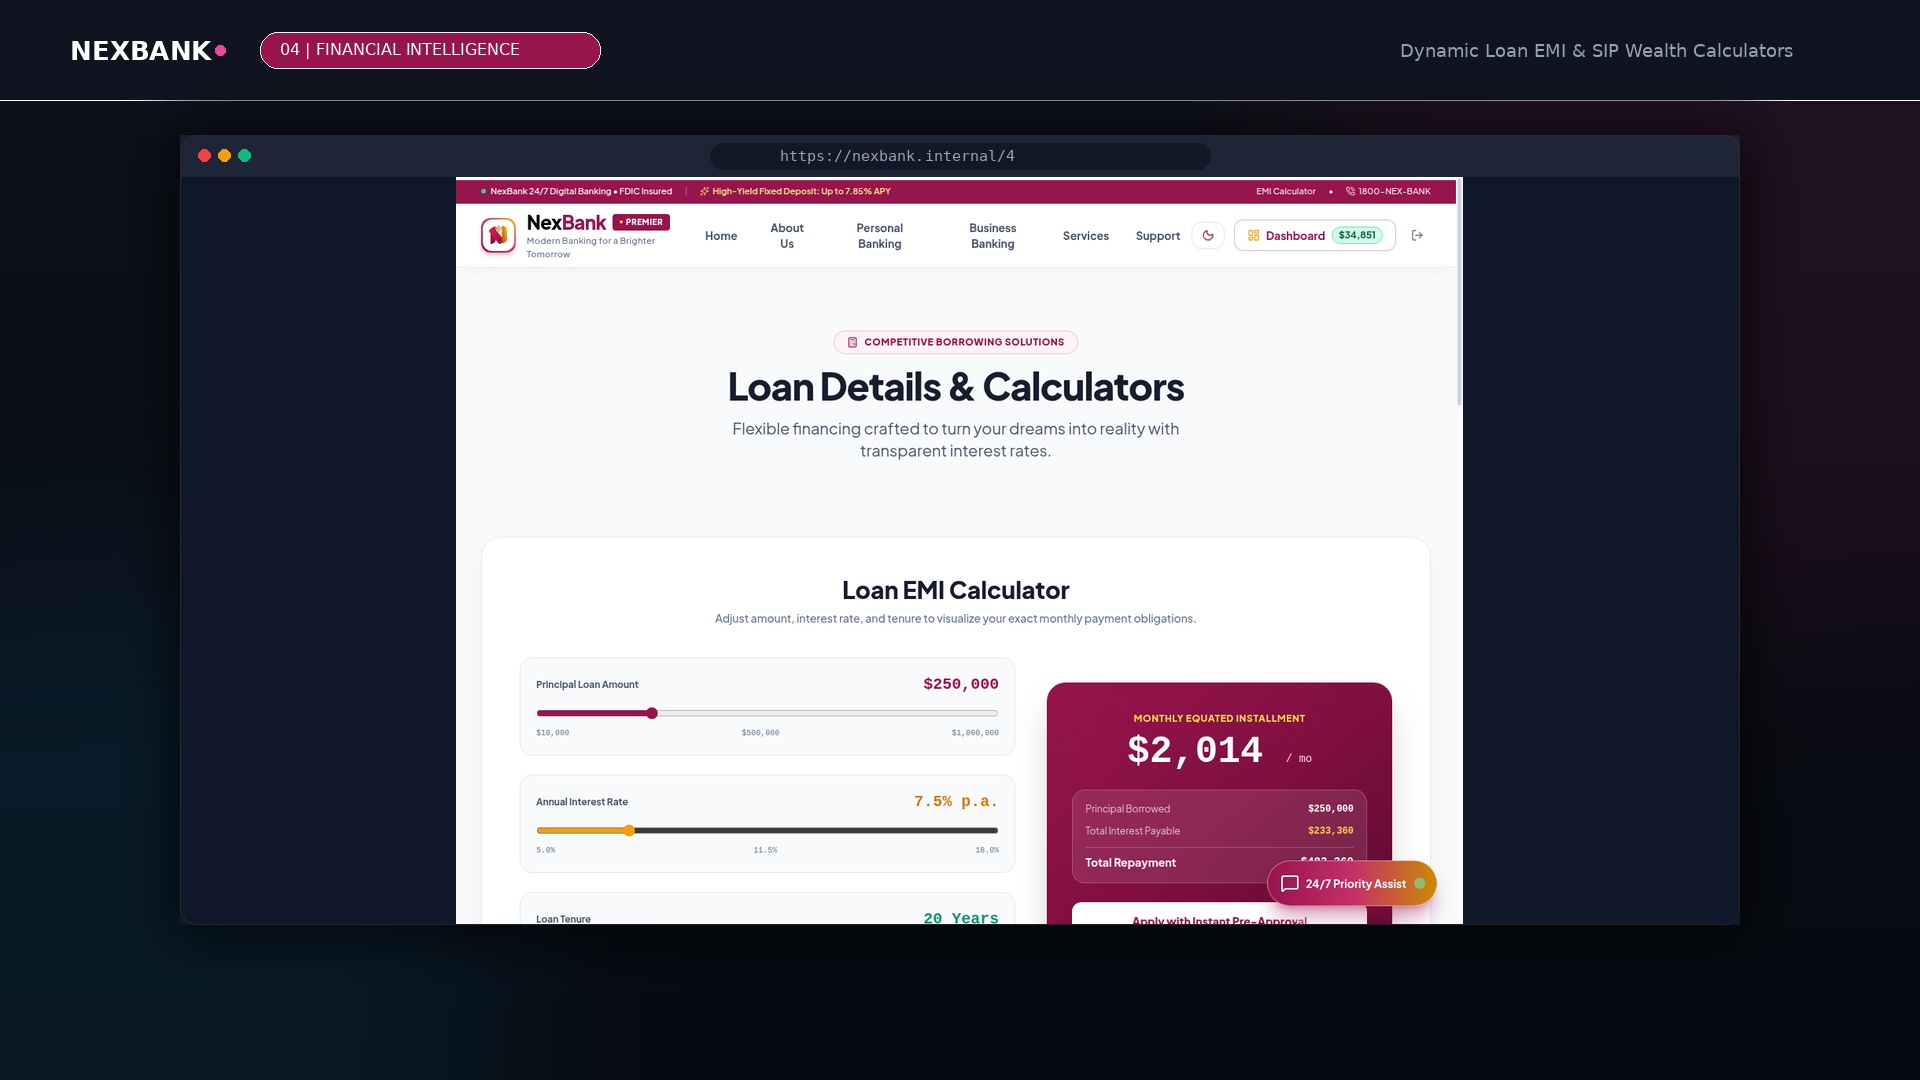 NEXBANK
04 | FINANCIAL INTELLIGENCE
Dynamic Loan EMI & SIP Wealth Calculators
https://nexbank.internal/4
NexBank 24/7 Digital Banking • FDIC Insured
High-Yield Fixed Deposit: Up to 7.85% APY
EMI Calculator • 1800-NEX-BANK
NexBank • PREMIER
Modern Banking for a Brighter
Tomorrow
Home
About
Us
Personal
Banking
Business
Banking
Services
Support
Dashboard $34,851
COMPETITIVE BORROWING SOLUTIONS
Loan Details & Calculators
Flexible financing crafted to turn your dreams into reality with
transparent interest rates.
Loan EMI Calculator
Adjust amount, interest rate, and tenure to visualize your exact monthly payment obligations.
Principal Loan Amount $250,000
$10,000 $500,000 $1,000,000
Annual Interest Rate 7.5% p.a.
5.0% 11.5% 18.0%
Loan Tenure 20 Years
MONTHLY EQUATED INSTALLMENT
$2,014 / mo
Principal Borrowed $250,000
Total Interest Payable $233,360
Total Repayment
24/7 Priority Assist
Apply with Instant Pre-Approval